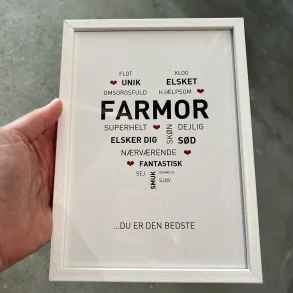 FLOT KLOG
UNIK ELSKET
OMSORGSFULD HJÆLPSOM
FARMOR
SUPERHELT SKØN DEJLIG
ELSKER DIG SØD
NÆRVÆRENDE
FANTASTISK
SEJ
SMUK SJOV
...DU ER DEN BEDSTE